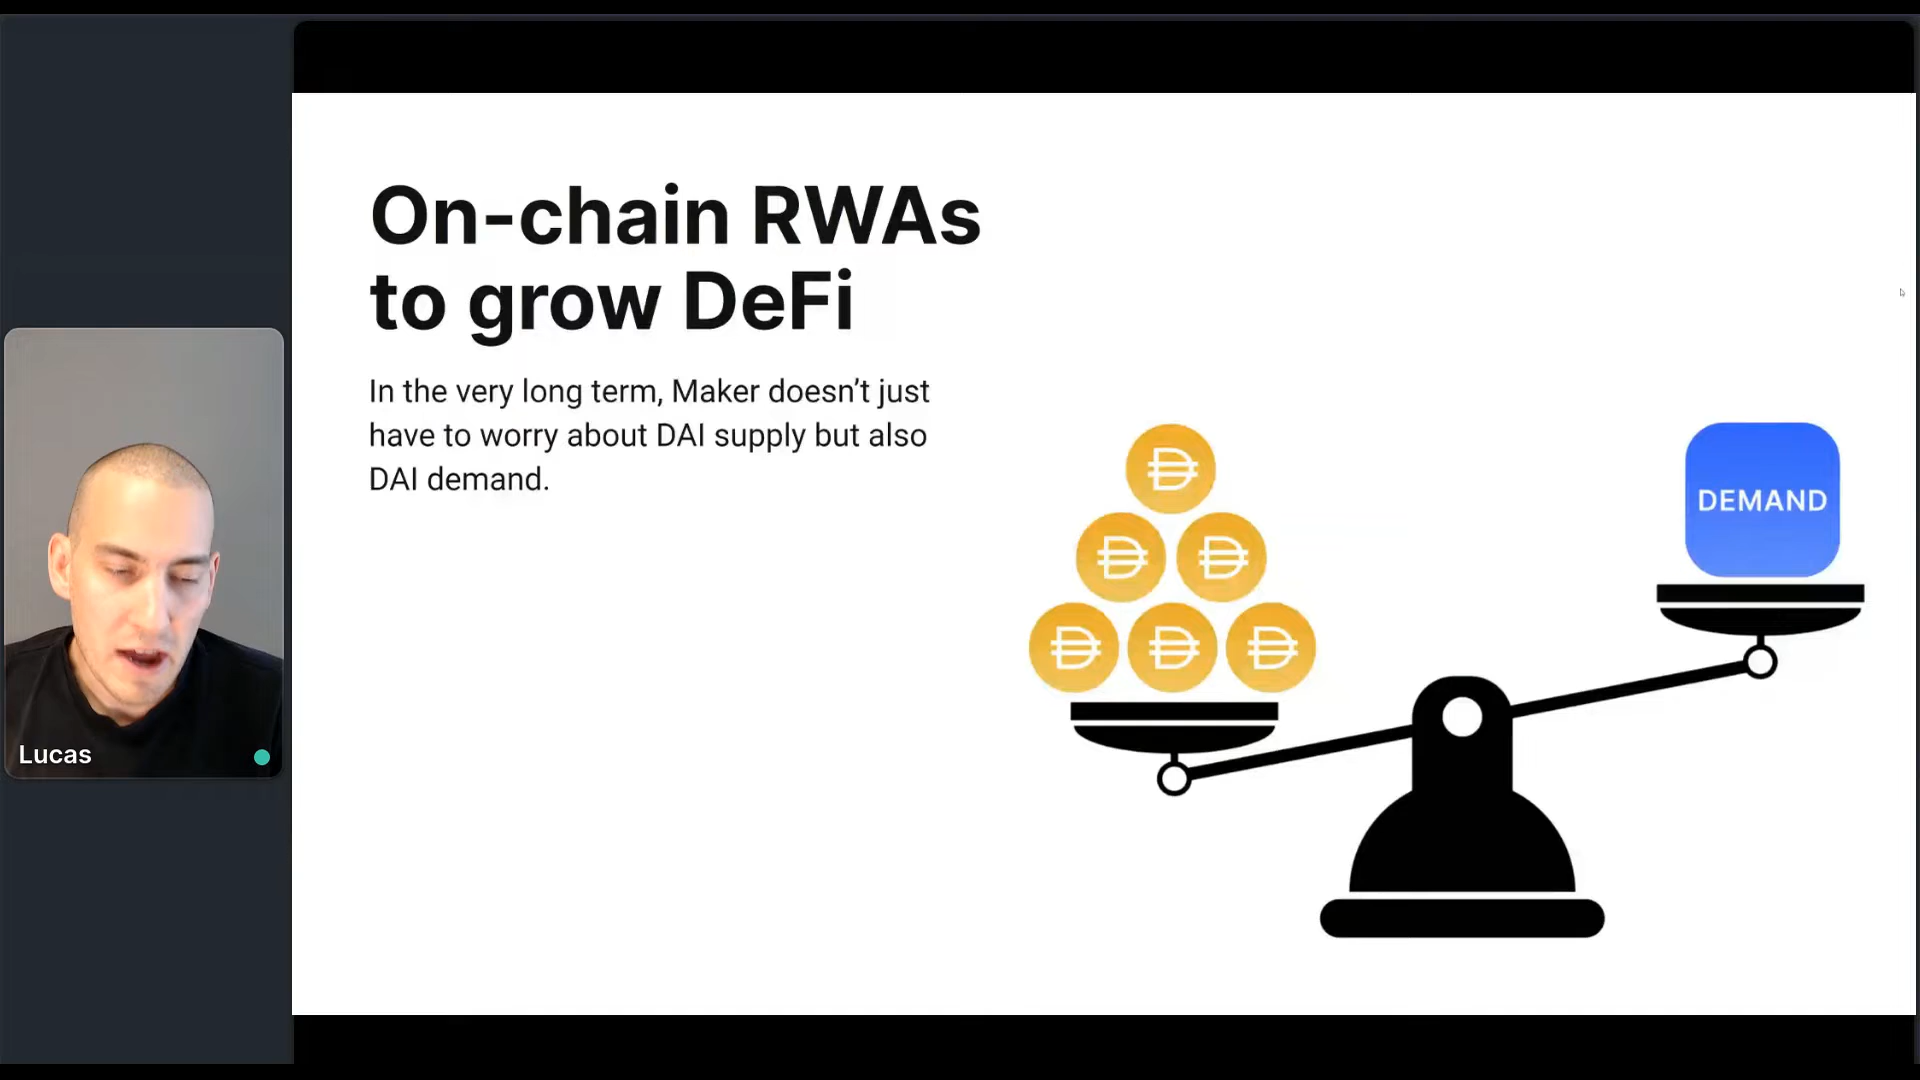 On-chain RWAs
to grow DeFi
In the very long term, Maker doesn’t just
have to worry about DAI supply but also
DAI demand.
DEMAND
Lucas